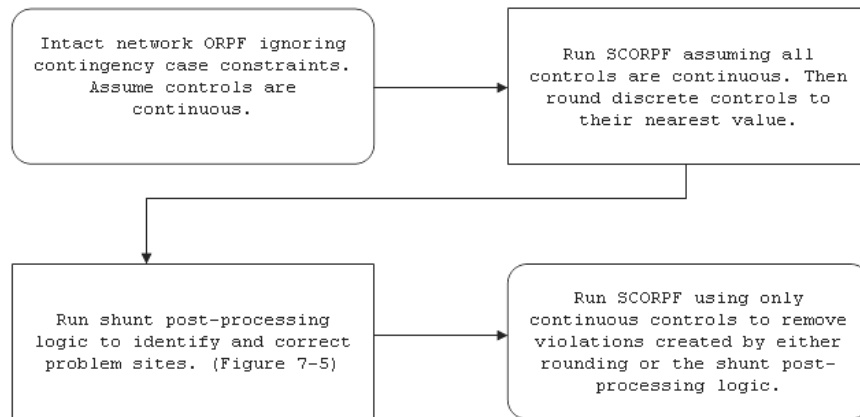 Intact network ORPF ignoring
contingency case constraints.
Assume controls are
continuous.
Run SCORPF assuming all
controls are continuous. Then
round discrete controls to
their nearest value.
Run shunt post-processing
logic to identify and correct
problem sites. (Figure 7-5)
Run SCORPF using only
continuous controls to remove
violations created by either
rounding or the shunt post-
processing logic.